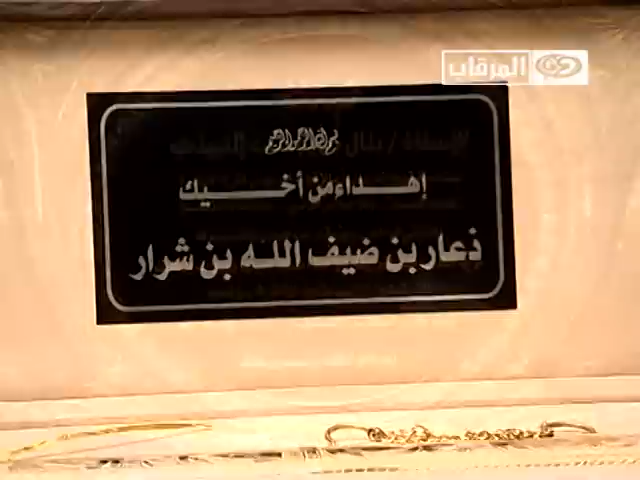 المرقاب
بسم الله الرحمن الرحيم
إهداء من أخيك
ذعار بن ضيف الله بن شرار